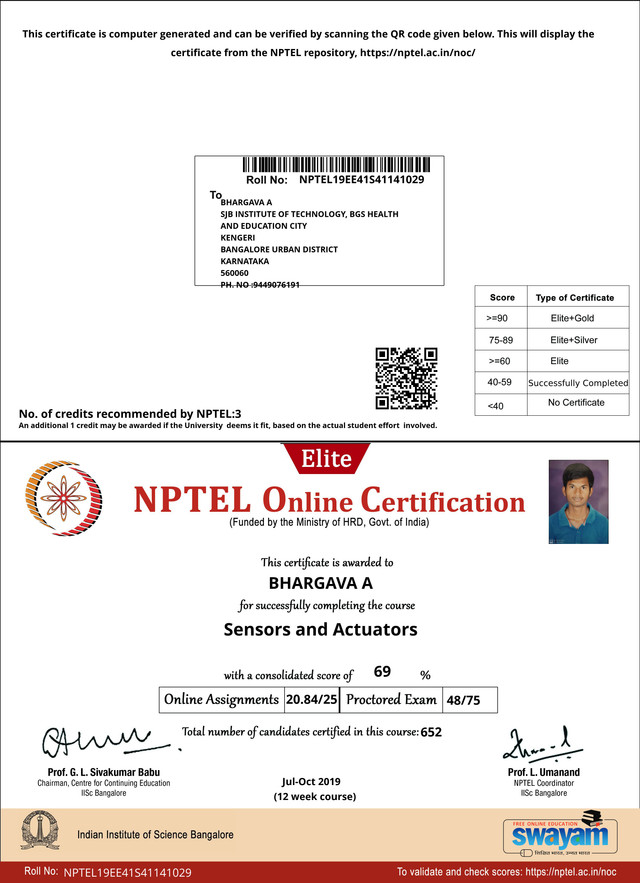 This certificate is computer generated and can be verified by scanning the QR code given below. This will display the
certificate from the NPTEL repository, https://nptel.ac.in/noc/
Roll No: NPTEL19EE41S41141029
To
BHARGAVA A
SJB INSTITUTE OF TECHNOLOGY, BGS HEALTH
AND EDUCATION CITY
KENGERI
BANGALORE URBAN DISTRICT
KARNATAKA
560060
PH. NO :9449076191
Score Type of Certificate
>=90 Elite+Gold
75-89 Elite+Silver
>=60 Elite
40-59 Successfully Completed
<40 No Certificate
No. of credits recommended by NPTEL:3
An additional 1 credit may be awarded if the University deems it fit, based on the actual student effort involved.
Elite
NPTEL Online Certification
(Funded by the Ministry of HRD, Govt. of India)
This certificate is awarded to
BHARGAVA A
for successfully completing the course
Sensors and Actuators
with a consolidated score of 69 %
Online Assignments 20.84/25 Proctored Exam 48/75
Total number of candidates certified in this course: 652
Prof. G. L. Sivakumar Babu
Chairman, Centre for Continuing Education
IISc Bangalore
Jul-Oct 2019
(12 week course)
Prof. L. Umanand
NPTEL Coordinator
IISc Bangalore
Indian Institute of Science Bangalore
FREE ONLINE EDUCATION
swayam
शिक्षित भारत, उन्नत भारत
Roll No: NPTEL19EE41S41141029
To validate and check scores: https://nptel.ac.in/noc